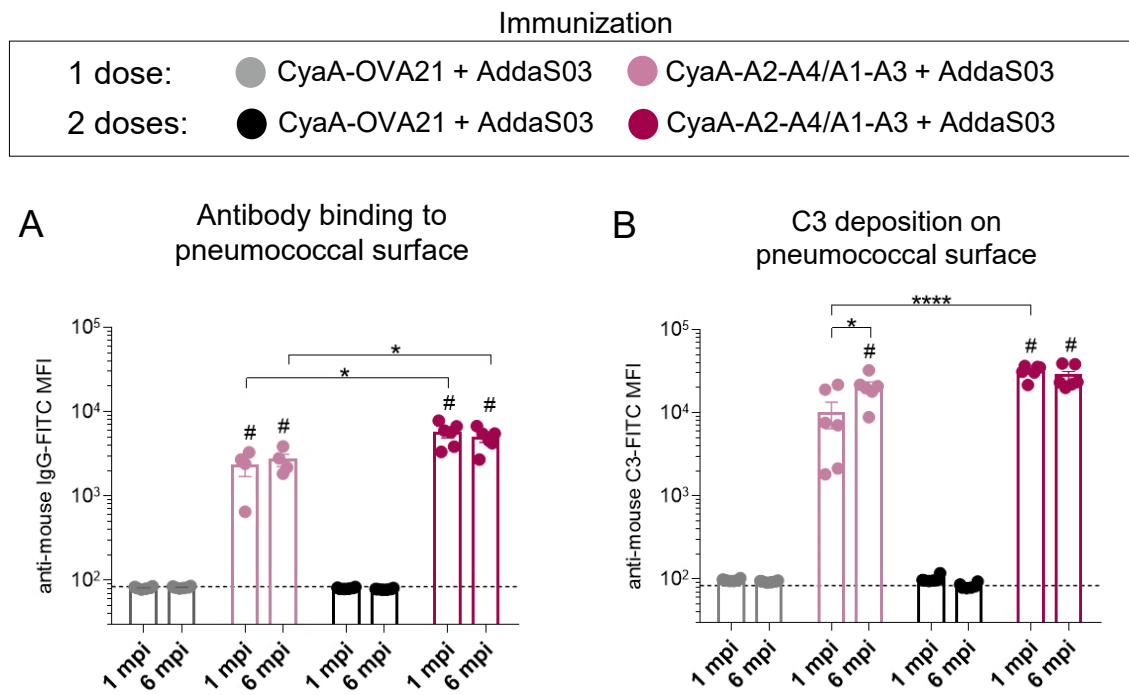 Immunization
1 dose: CyaA-OVA21 + AddaS03 CyaA-A2-A4/A1-A3 + AddaS03
2 doses: CyaA-OVA21 + AddaS03 CyaA-A2-A4/A1-A3 + AddaS03
A
Antibody binding to
pneumococcal surface
anti-mouse IgG-FITC MFI
10⁵
10⁴
10³
10²
*
*
# # # #
1 mpi 6 mpi 1 mpi 6 mpi 1 mpi 6 mpi 1 mpi 6 mpi
B
C3 deposition on
pneumococcal surface
anti-mouse C3-FITC MFI
10⁵
10⁴
10³
10²
****
*
# # #
1 mpi 6 mpi 1 mpi 6 mpi 1 mpi 6 mpi 1 mpi 6 mpi